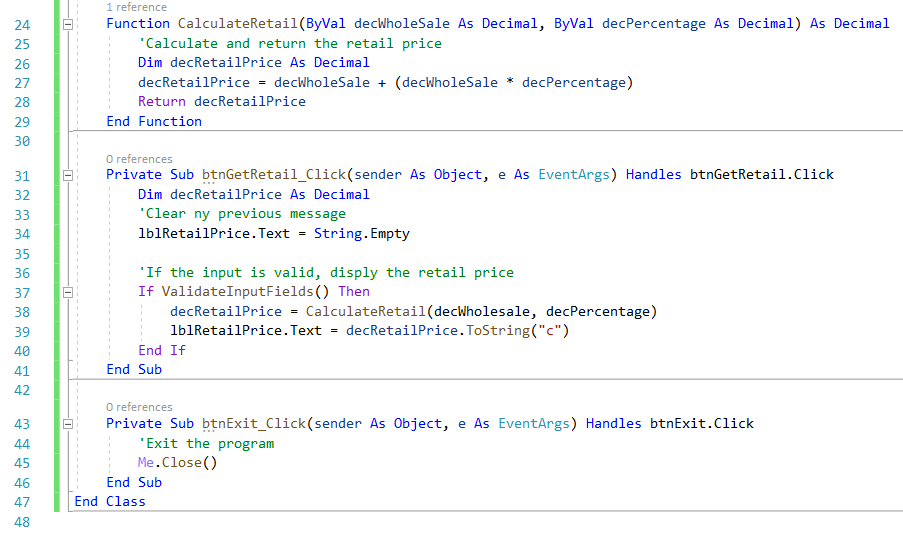 1 reference
24 Function CalculateRetail(ByVal decWholeSale As Decimal, ByVal decPercentage As Decimal) As Decimal
25 'Calculate and return the retail price
26 Dim decRetailPrice As Decimal
27 decRetailPrice = decWholeSale + (decWholeSale * decPercentage)
28 Return decRetailPrice
29 End Function
30
0 references
31 Private Sub btnGetRetail_Click(sender As Object, e As EventArgs) Handles btnGetRetail.Click
32 Dim decRetailPrice As Decimal
33 'Clear ny previous message
34 lblRetailPrice.Text = String.Empty
35
36 'If the input is valid, disply the retail price
37 If ValidateInputFields() Then
38 decRetailPrice = CalculateRetail(decWholesale, decPercentage)
39 lblRetailPrice.Text = decRetailPrice.ToString("c")
40 End If
41 End Sub
42
0 references
43 Private Sub btnExit_Click(sender As Object, e As EventArgs) Handles btnExit.Click
44 'Exit the program
45 Me.Close()
46 End Sub
47 End Class
48